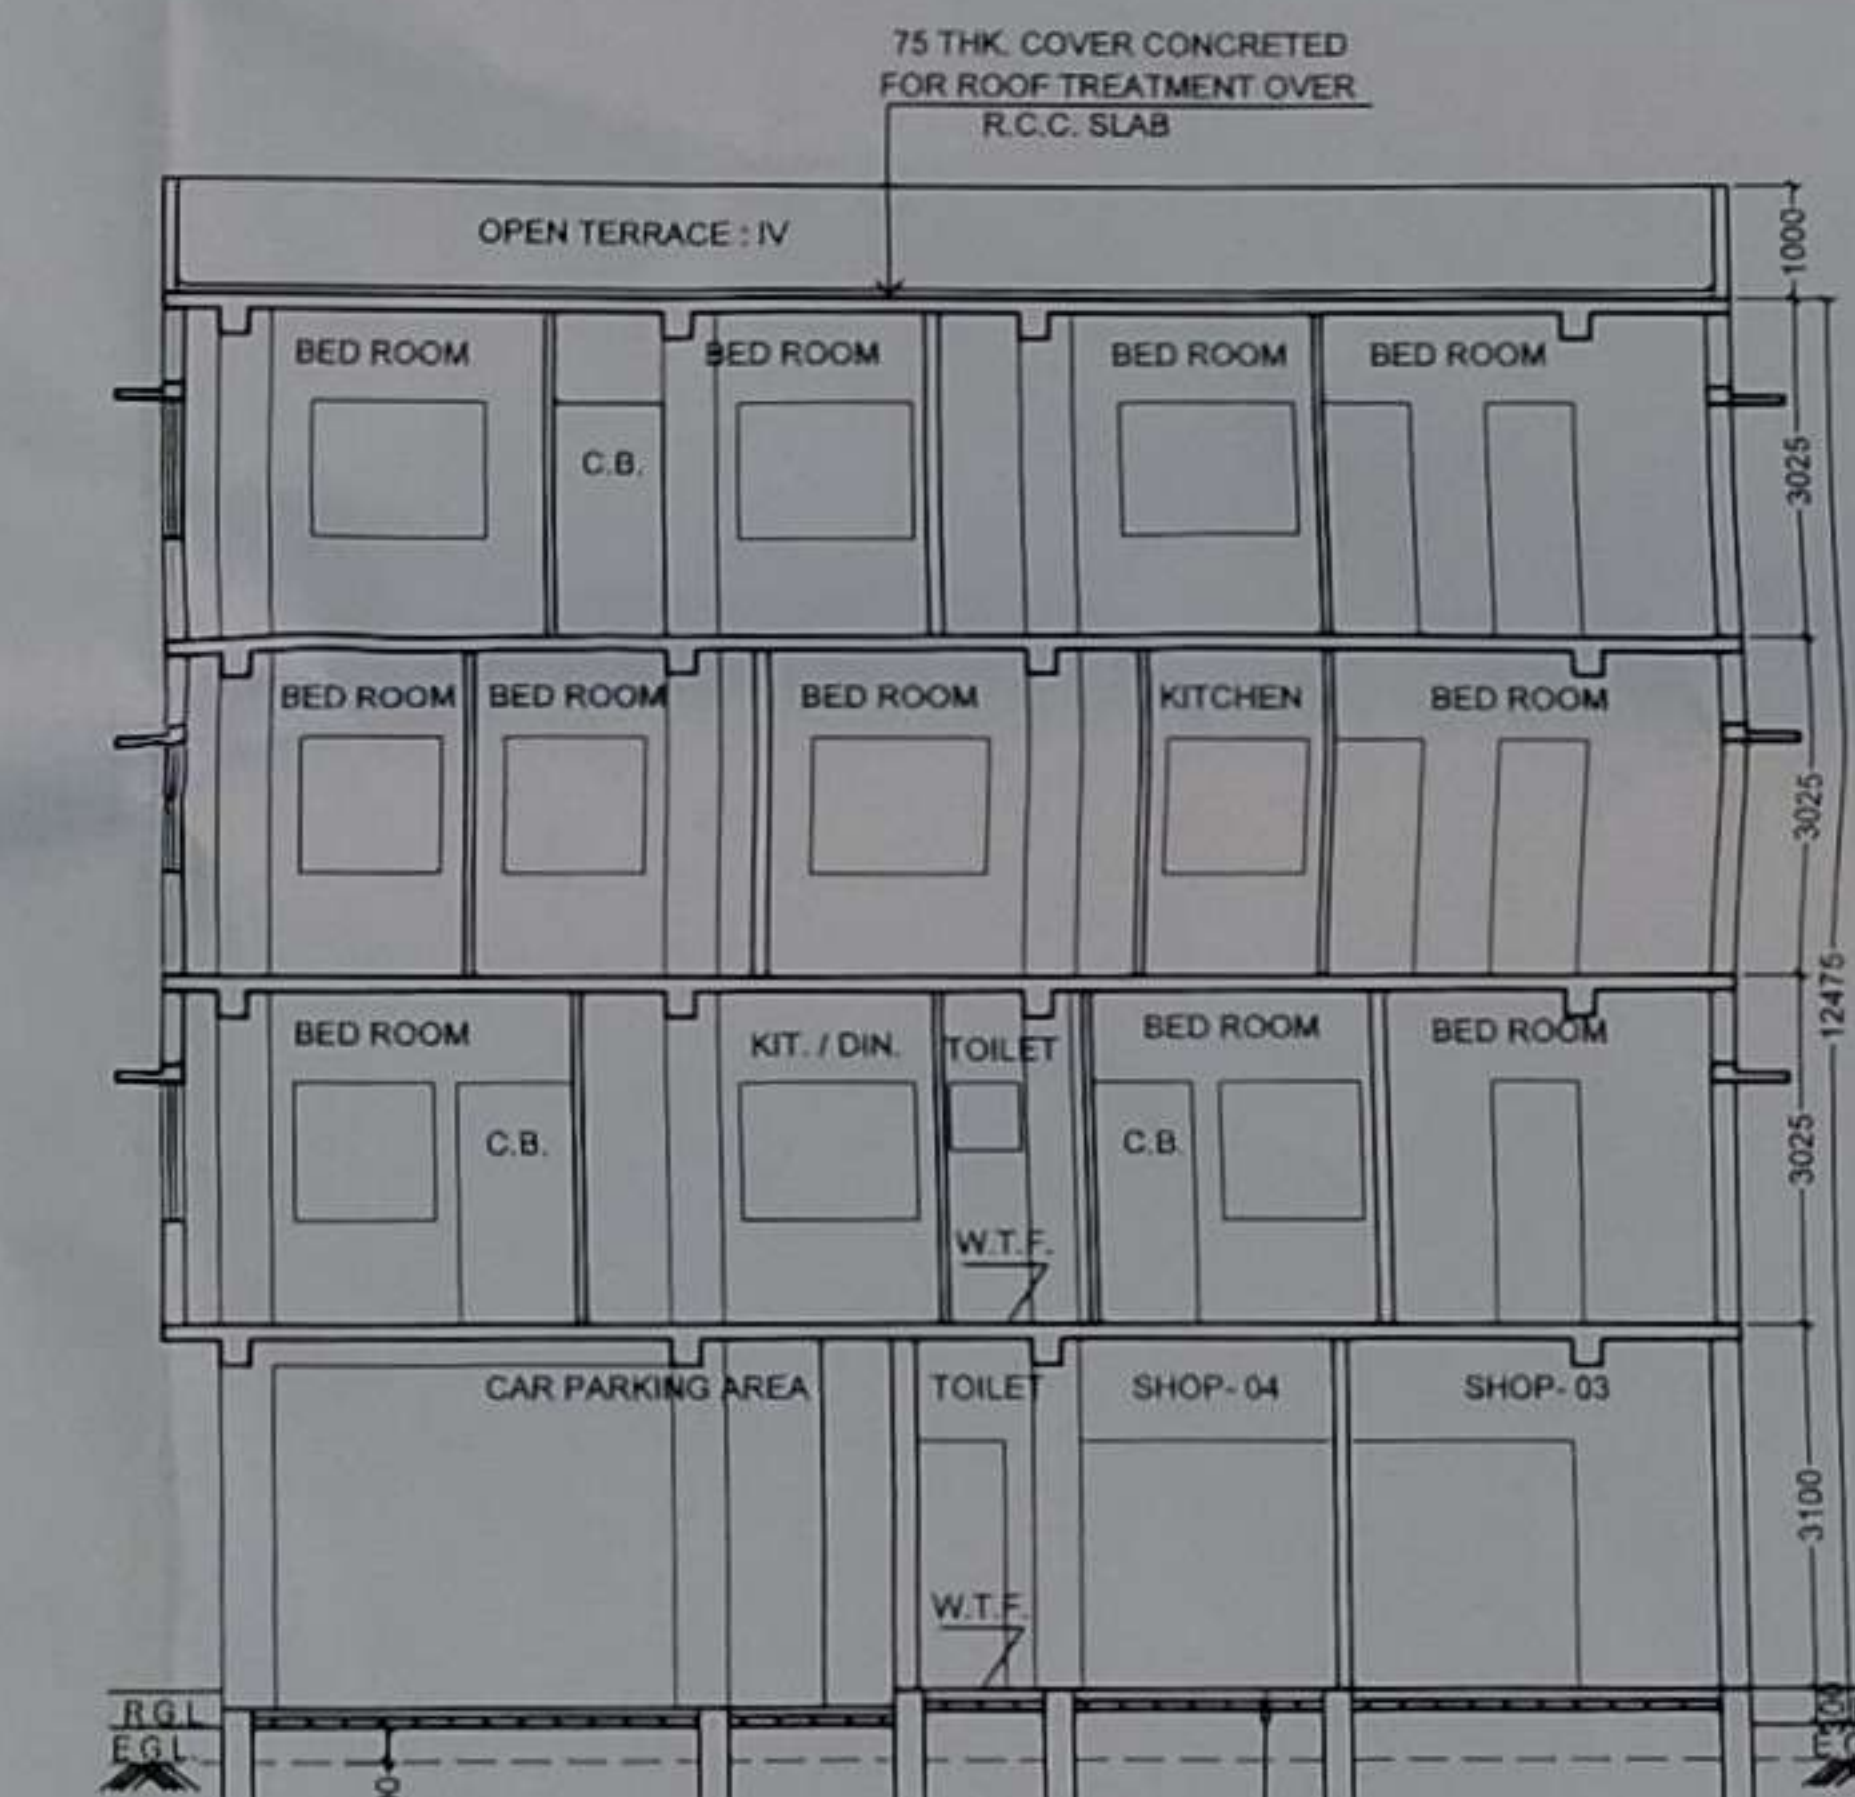 75 THK. COVER CONCRETED
FOR ROOF TREATMENT OVER
R.C.C. SLAB
OPEN TERRACE : IV
1000
BED ROOM
BED ROOM
BED ROOM
BED ROOM
C.B.
3025
BED ROOM
BED ROOM
BED ROOM
KITCHEN
BED ROOM
3025
12475
BED ROOM
KIT. / DIN.
TOILET
BED ROOM
BED ROOM
C.B.
C.B.
3025
W.T.F.
CAR PARKING AREA
TOILET
SHOP- 04
SHOP- 03
3100
W.T.F.
R.G.L
E.G.L
300